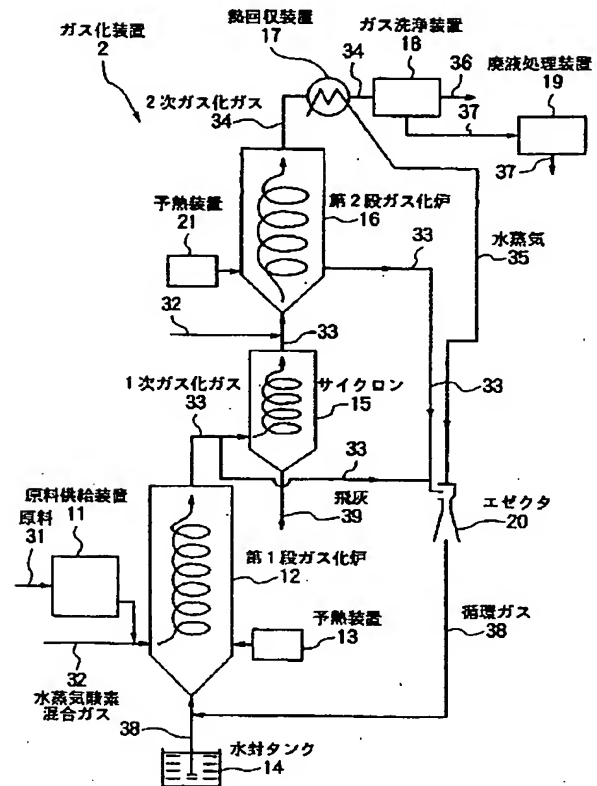 ガス化装置
2
熱回収装置
17
34
ガス洗浄装置
18
36
廃液処理装置
19
37
37
2次ガス化ガス
34
第2段ガス化炉
16
予熱装置
21
33
水蒸気
35
32
33
1次ガス化ガス
33
サイクロン
15
33
33
飛灰
39
エゼクタ
20
原料供給装置
11
原料
31
第1段ガス化炉
12
予熱装置
13
循環ガス
38
32
水蒸気酸素
混合ガス
38
水封タンク
14